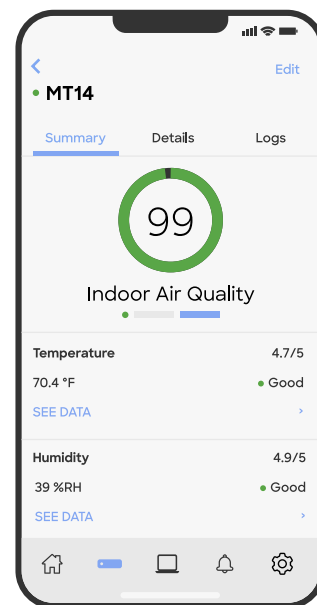 Edit
MT14
Summary Details Logs
99
Indoor Air Quality
Temperature 4.7/5
70.4 °F Good
SEE DATA
Humidity 4.9/5
39 %RH Good
SEE DATA